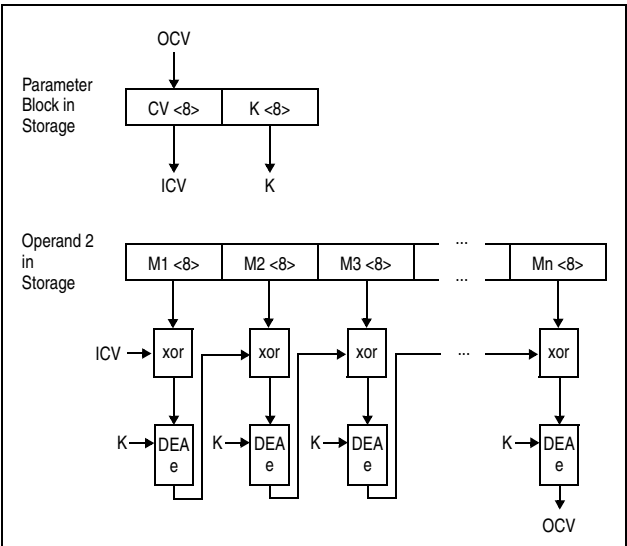 OCV
Parameter
Block in
Storage
CV <8> K <8>
ICV K
Operand 2
in
Storage
M1 <8> M2 <8> M3 <8> ... ... Mn <8>
ICV xor xor xor ... xor
K DEA e K DEA e K DEA e K DEA e
OCV